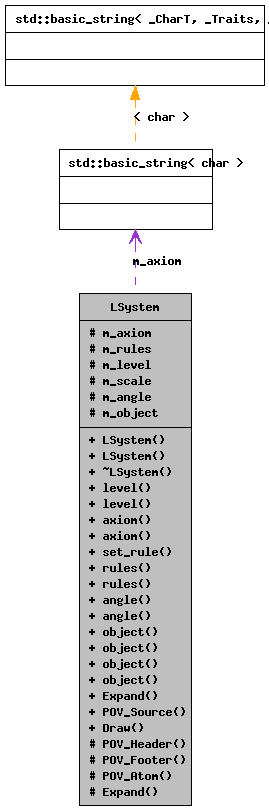 std::basic_string< _CharT, _Traits,
< char >
std::basic_string< char >
m_axiom
LSystem
# m_axiom
# m_rules
# m_level
# m_scale
# m_angle
# m_object
+ LSystem()
+ LSystem()
+ ~LSystem()
+ level()
+ level()
+ axiom()
+ axiom()
+ set_rule()
+ rules()
+ rules()
+ angle()
+ angle()
+ object()
+ object()
+ object()
+ object()
+ Expand()
+ POV_Source()
+ Draw()
# POV_Header()
# POV_Footer()
# POV_Atom()
# Expand()